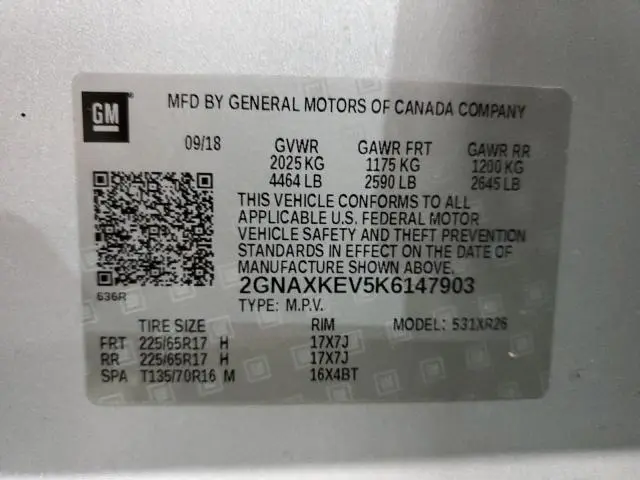 GM
MFD BY GENERAL MOTORS OF CANADA COMPANY
09/18 GVWR GAWR FRT GAWR RR
2025 KG 1175 KG 1200 KG
4464 LB 2590 LB 2645 LB
THIS VEHICLE CONFORMS TO ALL
APPLICABLE U.S. FEDERAL MOTOR
VEHICLE SAFETY AND THEFT PREVENTION
STANDARDS IN EFFECT ON THE DATE OF
MANUFACTURE SHOWN ABOVE.
2GNAXKEV5K6147903
636R
TYPE: M.P.V.
TIRE SIZE RIM MODEL: 531XR26
FRT 225/65R17 H 17X7J
RR 225/65R17 H 17X7J
SPA T135/70R16 M 16X4BT